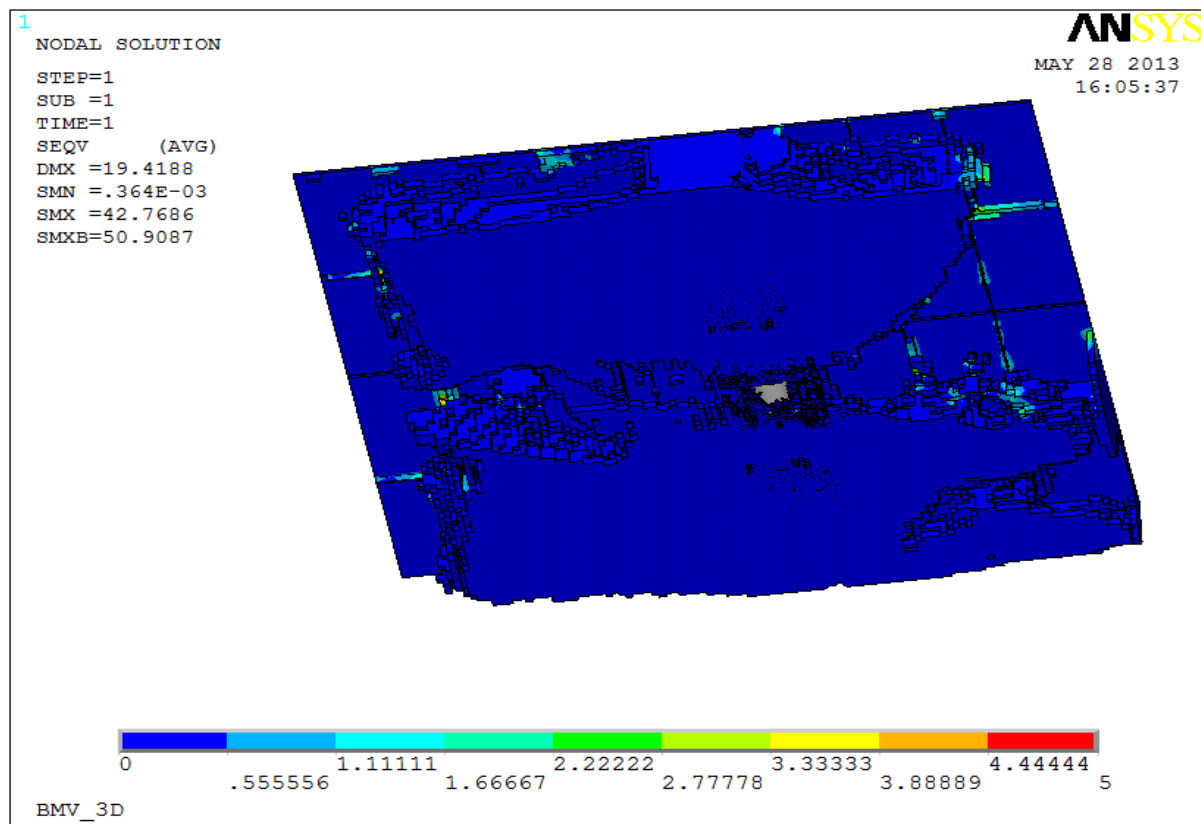 1
NODAL SOLUTION
STEP=1
SUB =1
TIME=1
SEQV     (AVG)
DMX =19.4188
SMN =.364E-03
SMX =42.7686
SMXB=50.9087
ANSYS
MAY 28 2013
16:05:37
0 1.11111 2.22222 3.33333 4.44444
.555556 1.66667 2.77778 3.88889 5
BMV_3D